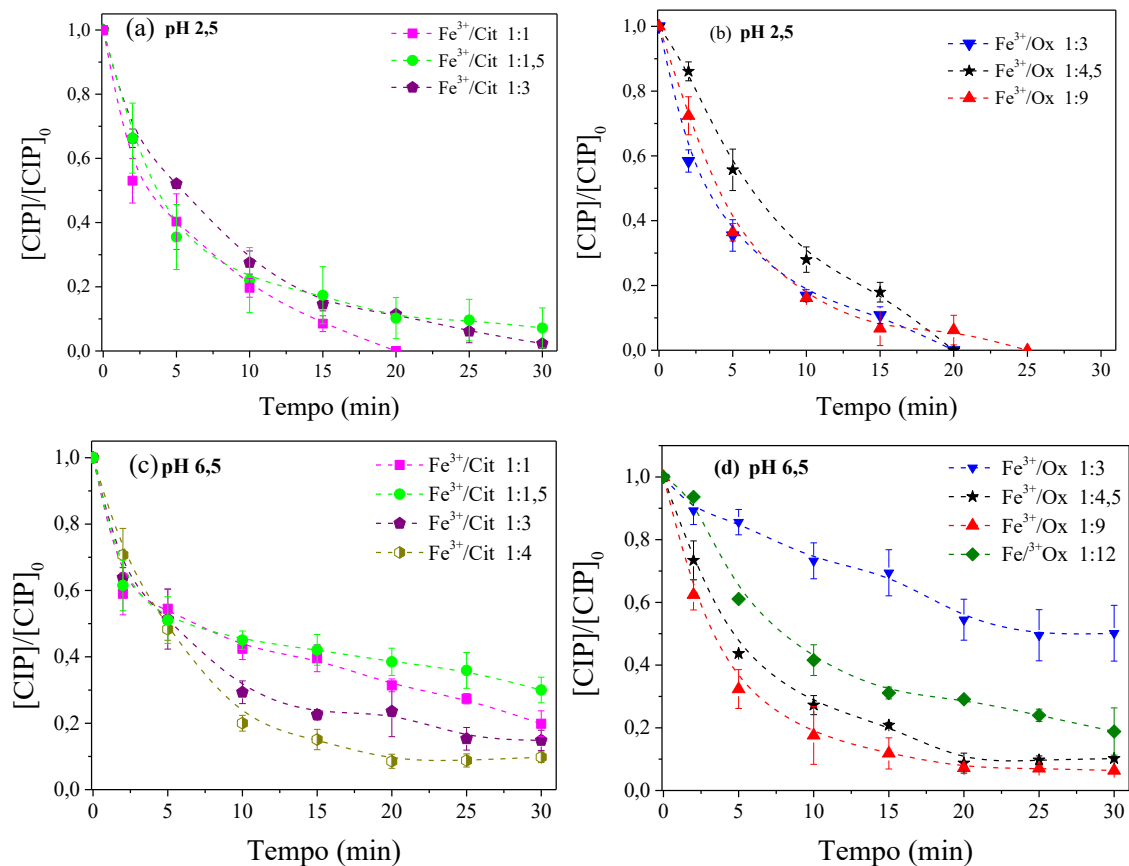 (a) pH 2,5
Fe³⁺/Cit 1:1
Fe³⁺/Cit 1:1,5
Fe³⁺/Cit 1:3
[CIP]/[CIP]₀
1,0
0,8
0,6
0,4
0,2
0,0
0 5 10 15 20 25 30
Tempo (min)
(b) pH 2,5
Fe³⁺/Ox 1:3
Fe³⁺/Ox 1:4,5
Fe³⁺/Ox 1:9
[CIP]/[CIP]₀
1,0
0,8
0,6
0,4
0,2
0,0
0 5 10 15 20 25 30
Tempo (min)
(c) pH 6,5
Fe³⁺/Cit 1:1
Fe³⁺/Cit 1:1,5
Fe³⁺/Cit 1:3
Fe³⁺/Cit 1:4
[CIP]/[CIP]₀
1,0
0,8
0,6
0,4
0,2
0,0
0 5 10 15 20 25 30
Tempo (min)
(d) pH 6,5
Fe³⁺/Ox 1:3
Fe³⁺/Ox 1:4,5
Fe³⁺/Ox 1:9
Fe/³⁺Ox 1:12
[CIP]/[CIP]₀
1,0
0,8
0,6
0,4
0,2
0,0
0 5 10 15 20 25 30
Tempo (min)